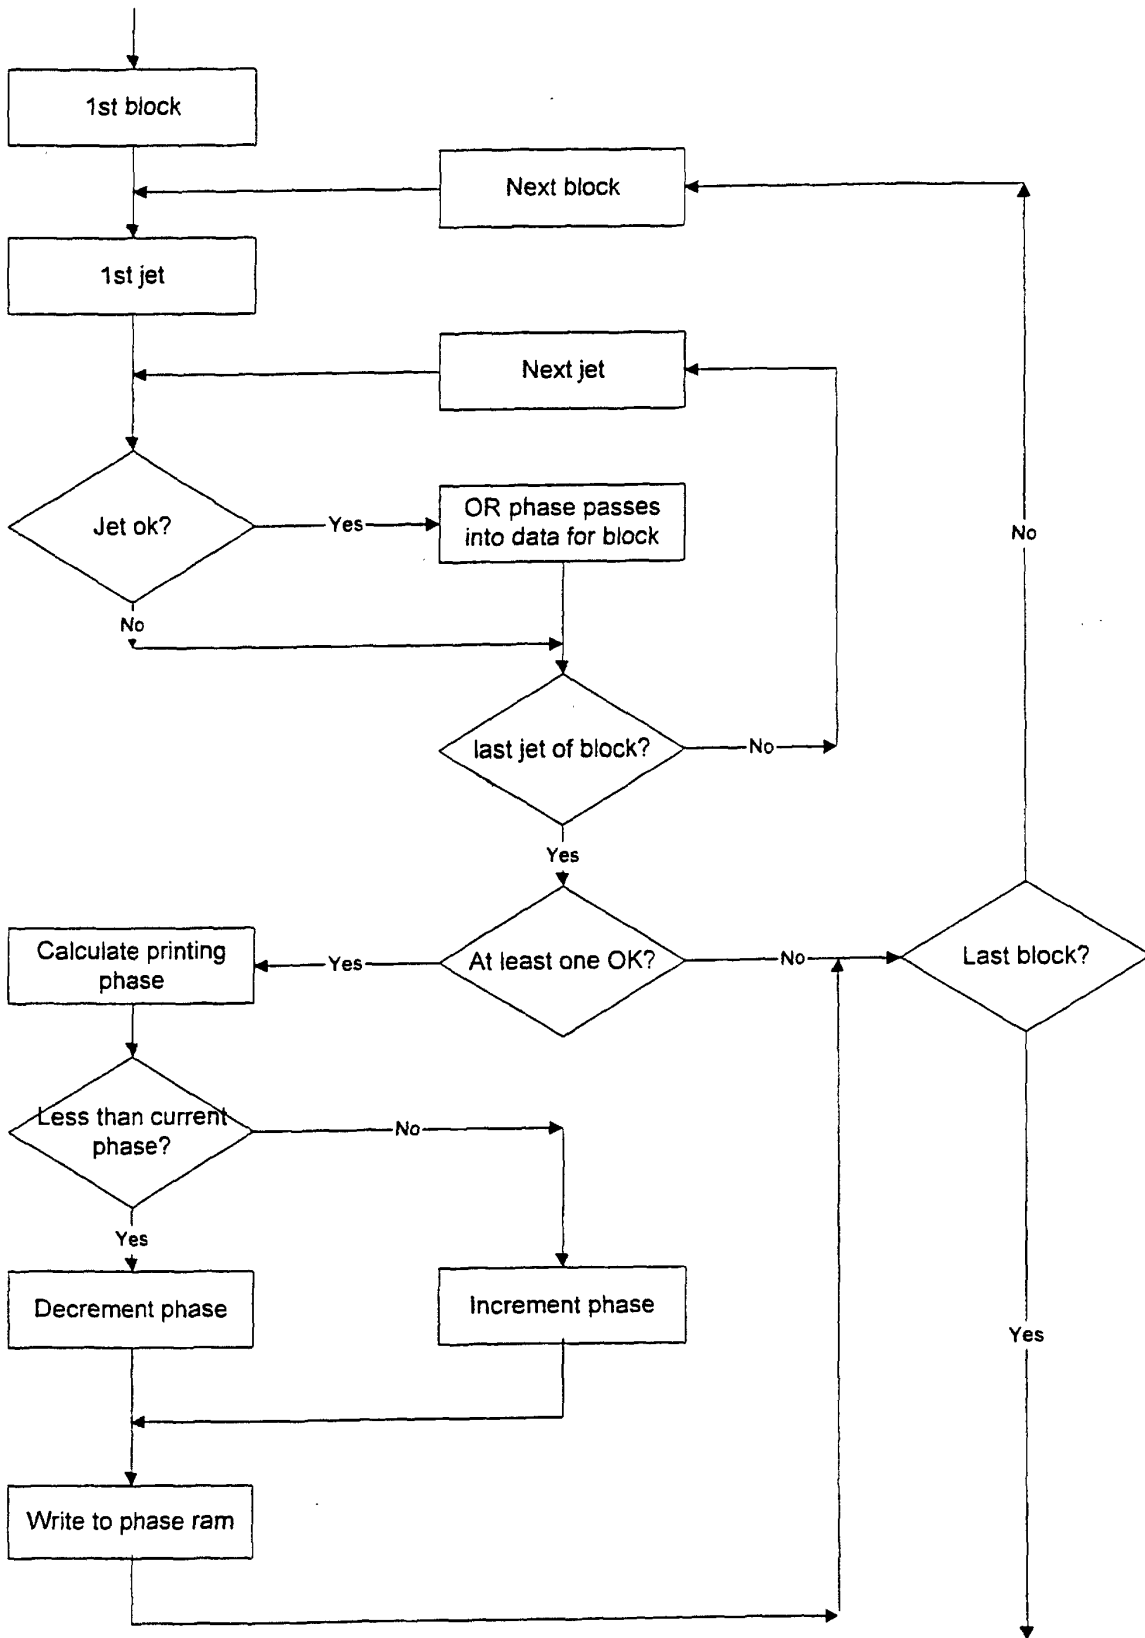 1st block
Next block
1st jet
Next jet
Jet ok?
Yes
OR phase passes
into data for block
No
No
last jet of block?
No
Yes
Calculate printing
phase
Yes
At least one OK?
No
Last block?
Less than current
phase?
No
Yes
Decrement phase
Increment phase
Yes
Write to phase ram